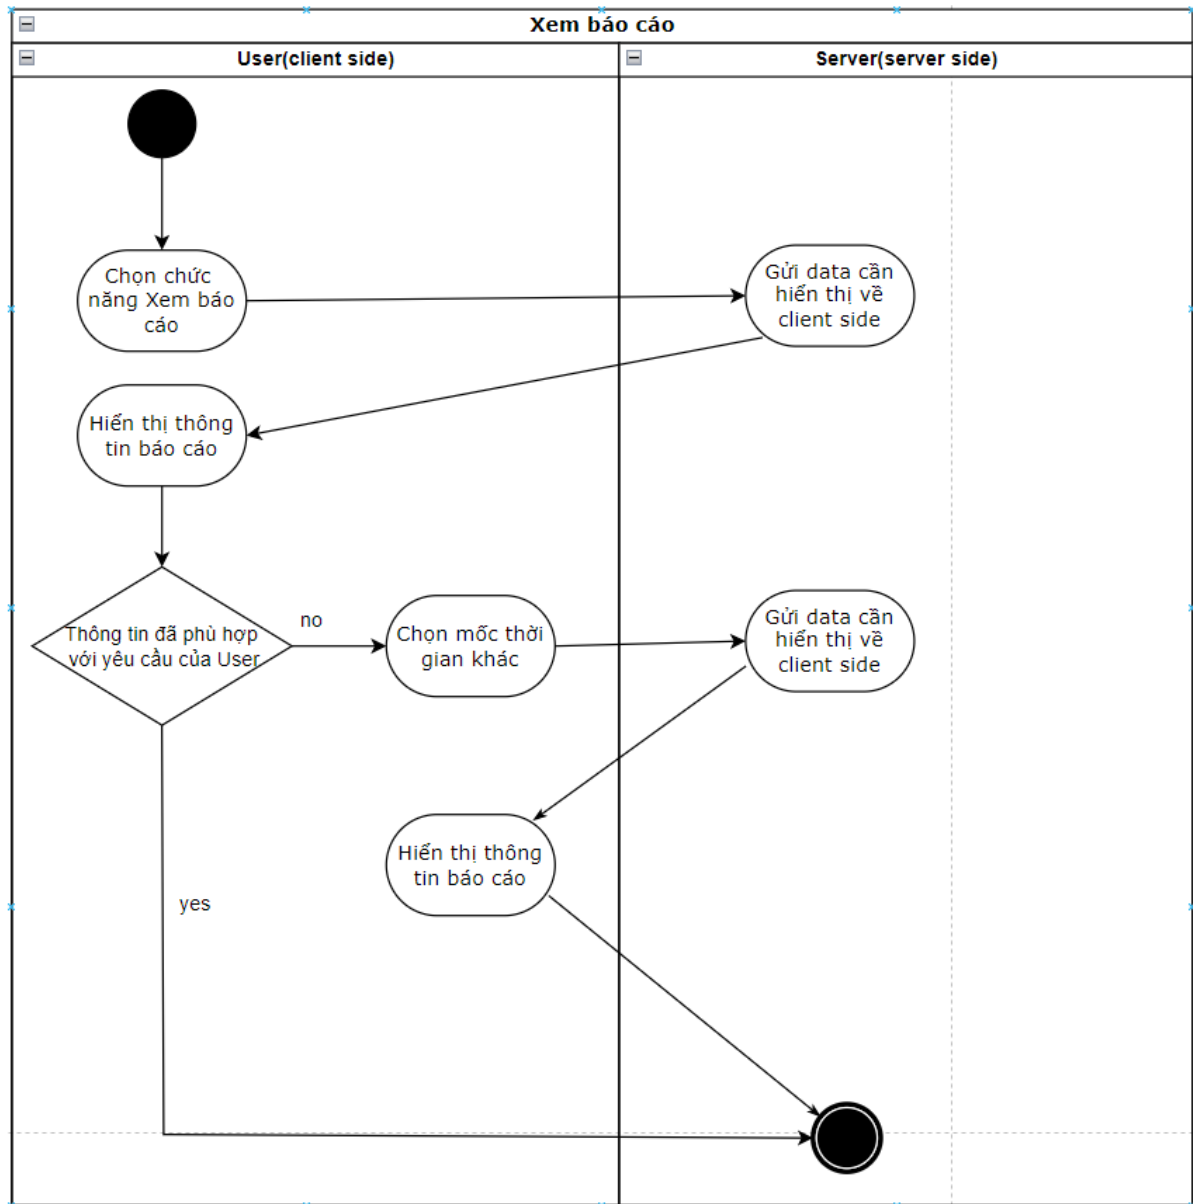 Xem báo cáo
User(client side)
Server(server side)
Chọn chức
năng Xem báo
cáo
Gửi data cần
hiển thị về
client side
Hiển thị thông
tin báo cáo
Thông tin đã phù hợp
với yêu cầu của User
no
Chọn mốc thời
gian khác
Gửi data cần
hiển thị về
client side
Hiển thị thông
tin báo cáo
yes